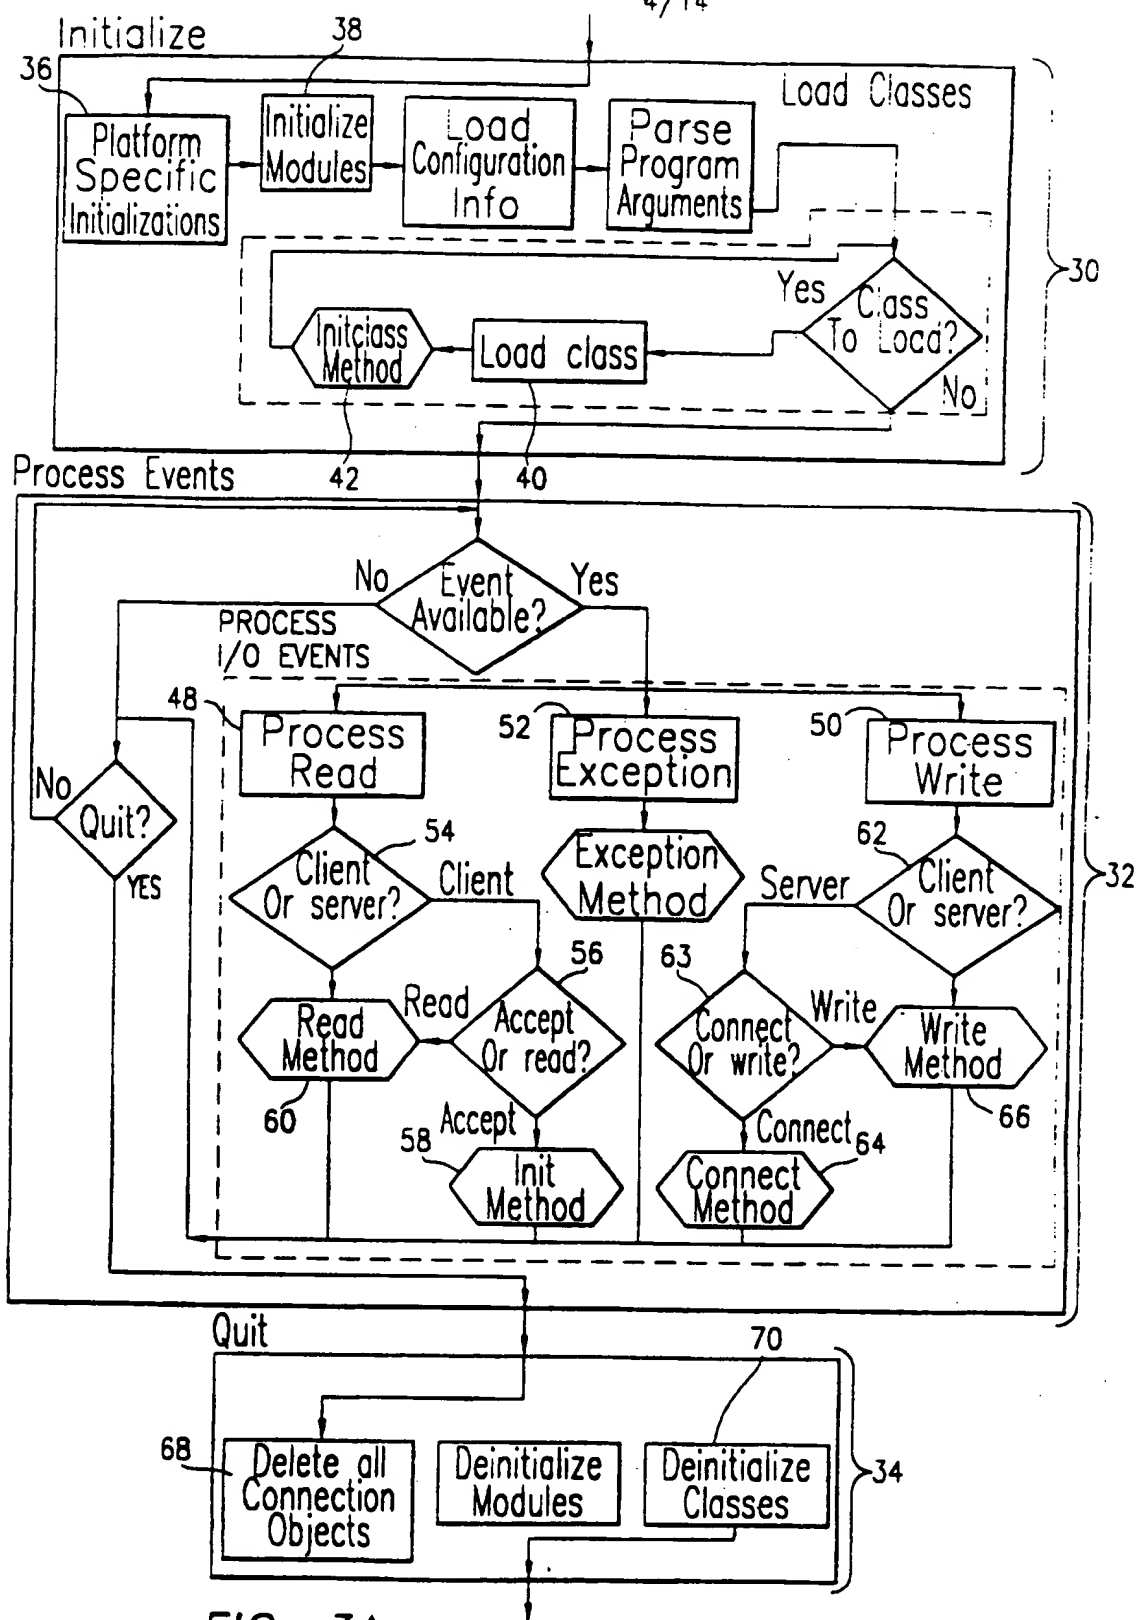 4/14
Initialize
38
36
Load Classes
Platform
Specific
Initializations
Initialize
Modules
Load
Configuration
Info
Parse
Program
Arguments
30
Yes
Class
To Load?
No
Initclass
Method
Load class
42
40
Process Events
No
Event
Available?
Yes
PROCESS
I/O EVENTS
48
Process
Read
52
Process
Exception
50
Process
Write
No
Quit?
YES
54
Client
Or server?
Client
Exception
Method
62
Server
Client
Or server?
32
56
63
Read
Method
Read
Accept
Or read?
Connect
Or write?
Write
Write
Method
60
66
Accept
58
Init
Method
Connect
64
Connect
Method
Quit
70
68
Delete all
Connection
Objects
Deinitialize
Modules
Deinitialize
Classes
34